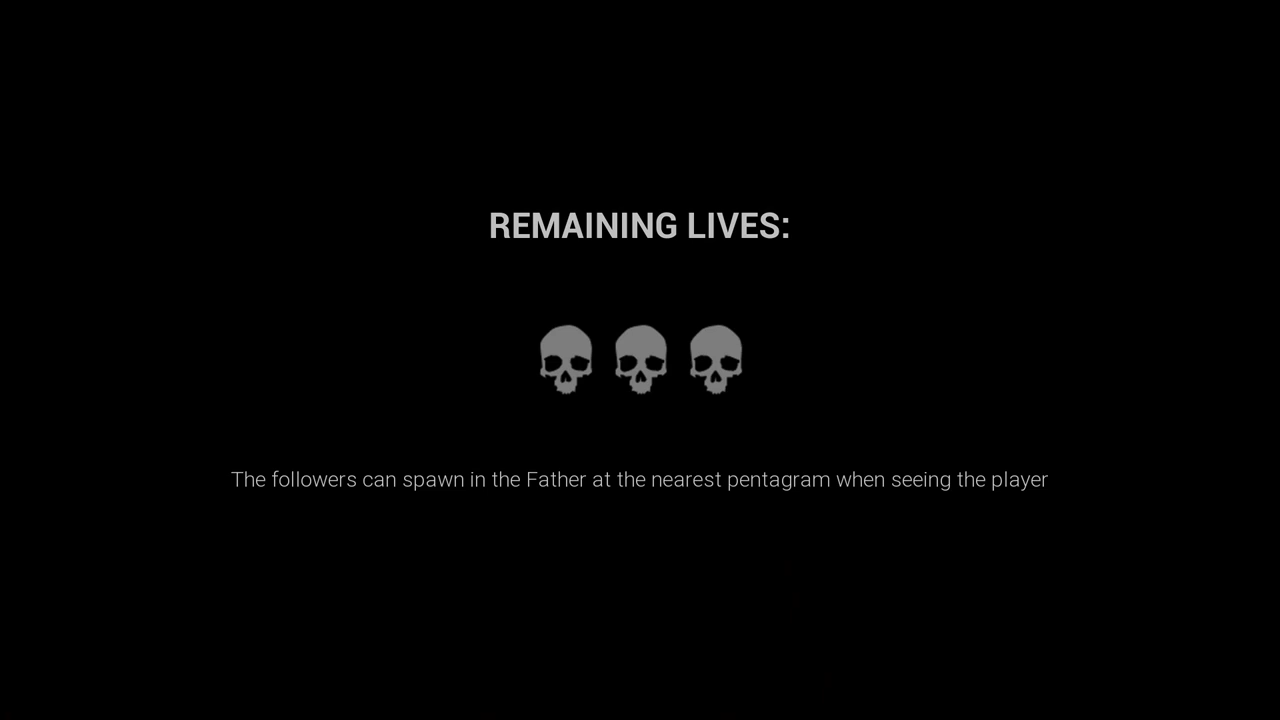 REMAINING LIVES:
The followers can spawn in the Father at the nearest pentagram when seeing the player